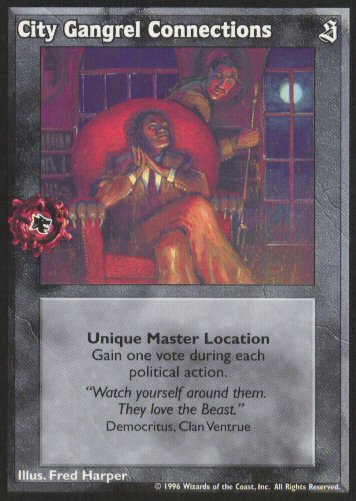 City Gangrel Connections
Unique Master Location
Gain one vote during each
political action.
“Watch yourself around them.
They love the Beast.”
Democritus, Clan Ventrue
Illus. Fred Harper
© 1996 Wizards of the Coast, Inc. All Rights Reserved.